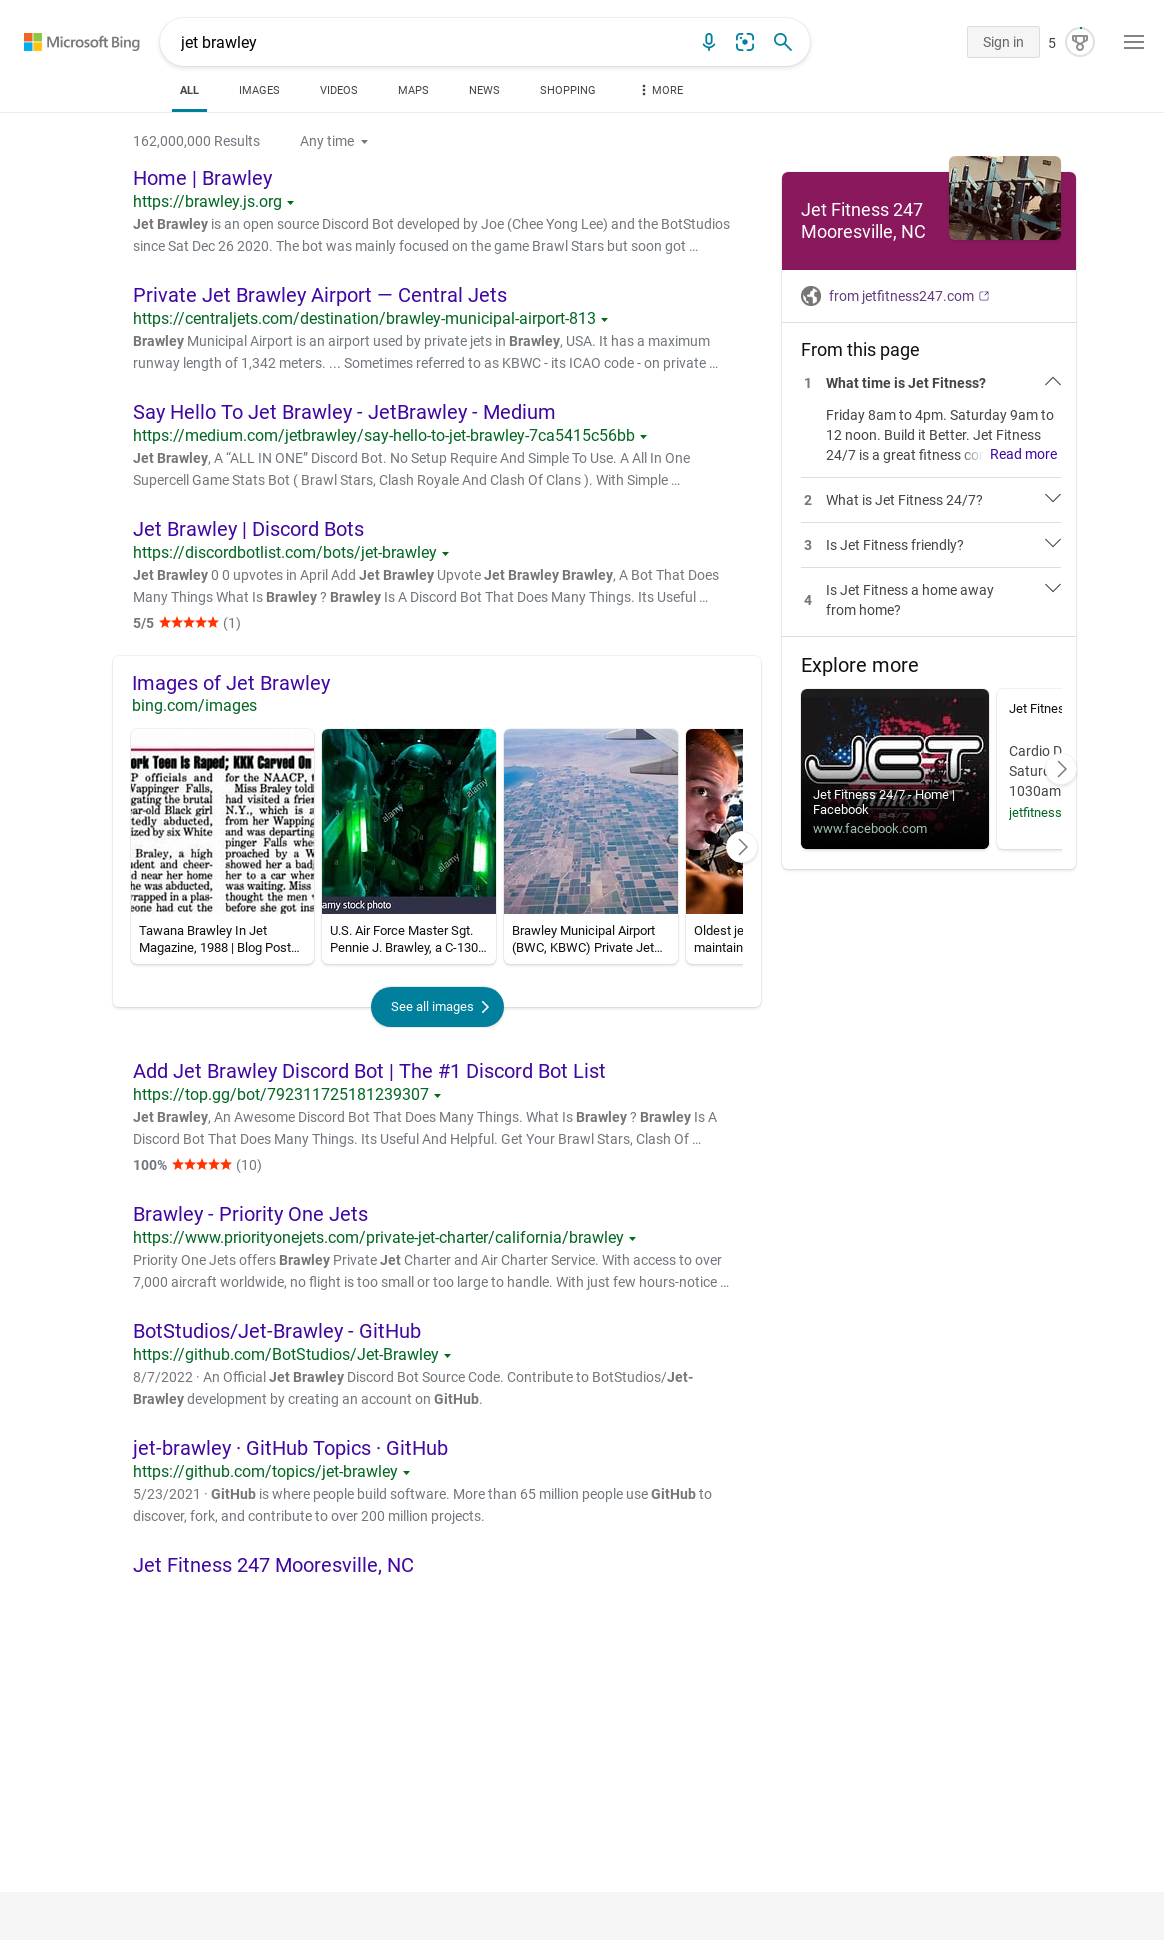 Microsoft Bing
jet brawley
Sign in
5
ALL
IMAGES
VIDEOS
MAPS
NEWS
SHOPPING
MORE
162,000,000 Results
Any time
Home | Brawley
https://brawley.js.org
Jet Brawley is an open source Discord Bot developed by Joe (Chee Yong Lee) and the BotStudios
since Sat Dec 26 2020. The bot was mainly focused on the game Brawl Stars but soon got …
Private Jet Brawley Airport — Central Jets
https://centraljets.com/destination/brawley-municipal-airport-813
Brawley Municipal Airport is an airport used by private jets in Brawley, USA. It has a maximum
runway length of 1,342 meters. ... Sometimes referred to as KBWC - its ICAO code - on private …
Say Hello To Jet Brawley - JetBrawley - Medium
https://medium.com/jetbrawley/say-hello-to-jet-brawley-7ca5415c56bb
Jet Brawley, A “ALL IN ONE” Discord Bot. No Setup Require And Simple To Use. A All In One
Supercell Game Stats Bot ( Brawl Stars, Clash Royale And Clash Of Clans ). With Simple …
Jet Brawley | Discord Bots
https://discordbotlist.com/bots/jet-brawley
Jet Brawley 0 0 upvotes in April Add Jet Brawley Upvote Jet Brawley Brawley, A Bot That Does
Many Things What Is Brawley ? Brawley Is A Discord Bot That Does Many Things. Its Useful …
5/5 (1)
Images of Jet Brawley
bing.com/images
ork Teen Is Raped; KKK Carved On
P officials and
Wappinger Falls,
gating the brutal
ear-old Black girl
tedly abducted,
ized by six White
Braley, a high
dent and cheer-
near her home
he was abducted,
rapped in a plas-
eone had cut the
for the NAACP, t
Miss Braley told
had visited a frien
N.Y., which is a
from her Wapping
and was departin
pinger Falls when
proached by a W
showed her a bad
her to a car wher
was waiting. Miss
thought the men v
before she got ins
Tawana Brawley In Jet
Magazine, 1988 | Blog Post…
alamy
alamy
alamy
amy stock photo
U.S. Air Force Master Sgt.
Pennie J. Brawley, a C-130…
Brawley Municipal Airport
(BWC, KBWC) Private Jet…
Oldest je
maintain
See all images
Add Jet Brawley Discord Bot | The #1 Discord Bot List
https://top.gg/bot/792311725181239307
Jet Brawley, An Awesome Discord Bot That Does Many Things. What Is Brawley ? Brawley Is A
Discord Bot That Does Many Things. Its Useful And Helpful. Get Your Brawl Stars, Clash Of …
100% (10)
Brawley - Priority One Jets
https://www.priorityonejets.com/private-jet-charter/california/brawley
Priority One Jets offers Brawley Private Jet Charter and Air Charter Service. With access to over
7,000 aircraft worldwide, no flight is too small or too large to handle. With just few hours-notice …
BotStudios/Jet-Brawley - GitHub
https://github.com/BotStudios/Jet-Brawley
8/7/2022 · An Official Jet Brawley Discord Bot Source Code. Contribute to BotStudios/Jet-
Brawley development by creating an account on GitHub.
jet-brawley · GitHub Topics · GitHub
https://github.com/topics/jet-brawley
5/23/2021 · GitHub is where people build software. More than 65 million people use GitHub to
discover, fork, and contribute to over 200 million projects.
Jet Fitness 247 Mooresville, NC
Jet Fitness 247
Mooresville, NC
from jetfitness247.com
From this page
1 What time is Jet Fitness?
Friday 8am to 4pm. Saturday 9am to
12 noon. Build it Better. Jet Fitness
24/7 is a great fitness con Read more
2 What is Jet Fitness 24/7?
3 Is Jet Fitness friendly?
4 Is Jet Fitness a home away
from home?
Explore more
JET
Fitness
24/7
Jet Fitness 24/7 - Home |
Facebook
www.facebook.com
Jet Fitnes
Cardio D
Satur
1030am
jetfitness